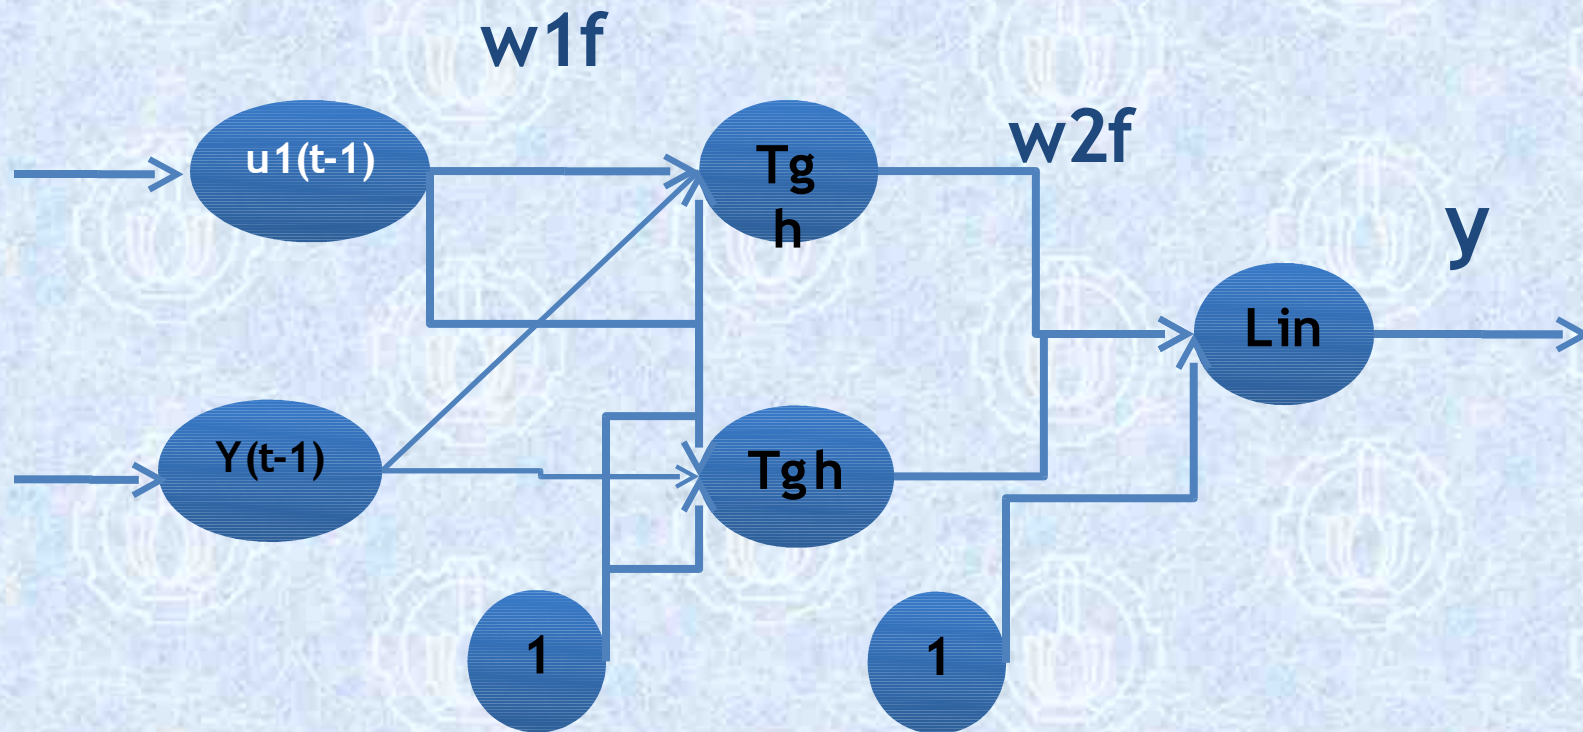 w1f
w2f
u1(t-1)
Tg
h
y
Lin
Y(t-1)
Tgh
1
1